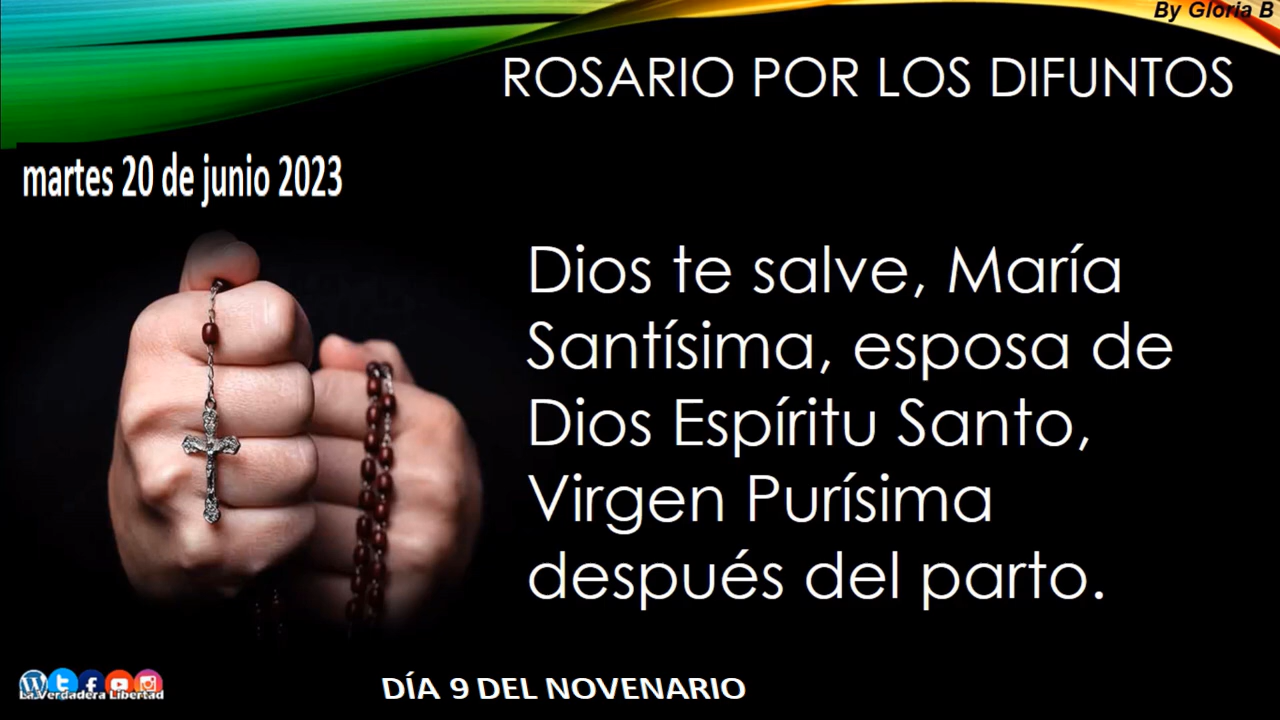 By Gloria B
ROSARIO POR LOS DIFUNTOS
martes 20 de junio 2023
Dios te salve, María
Santísima, esposa de
Dios Espíritu Santo,
Virgen Purísima
después del parto.
La Verdadera Libertad
DÍA 9 DEL NOVENARIO